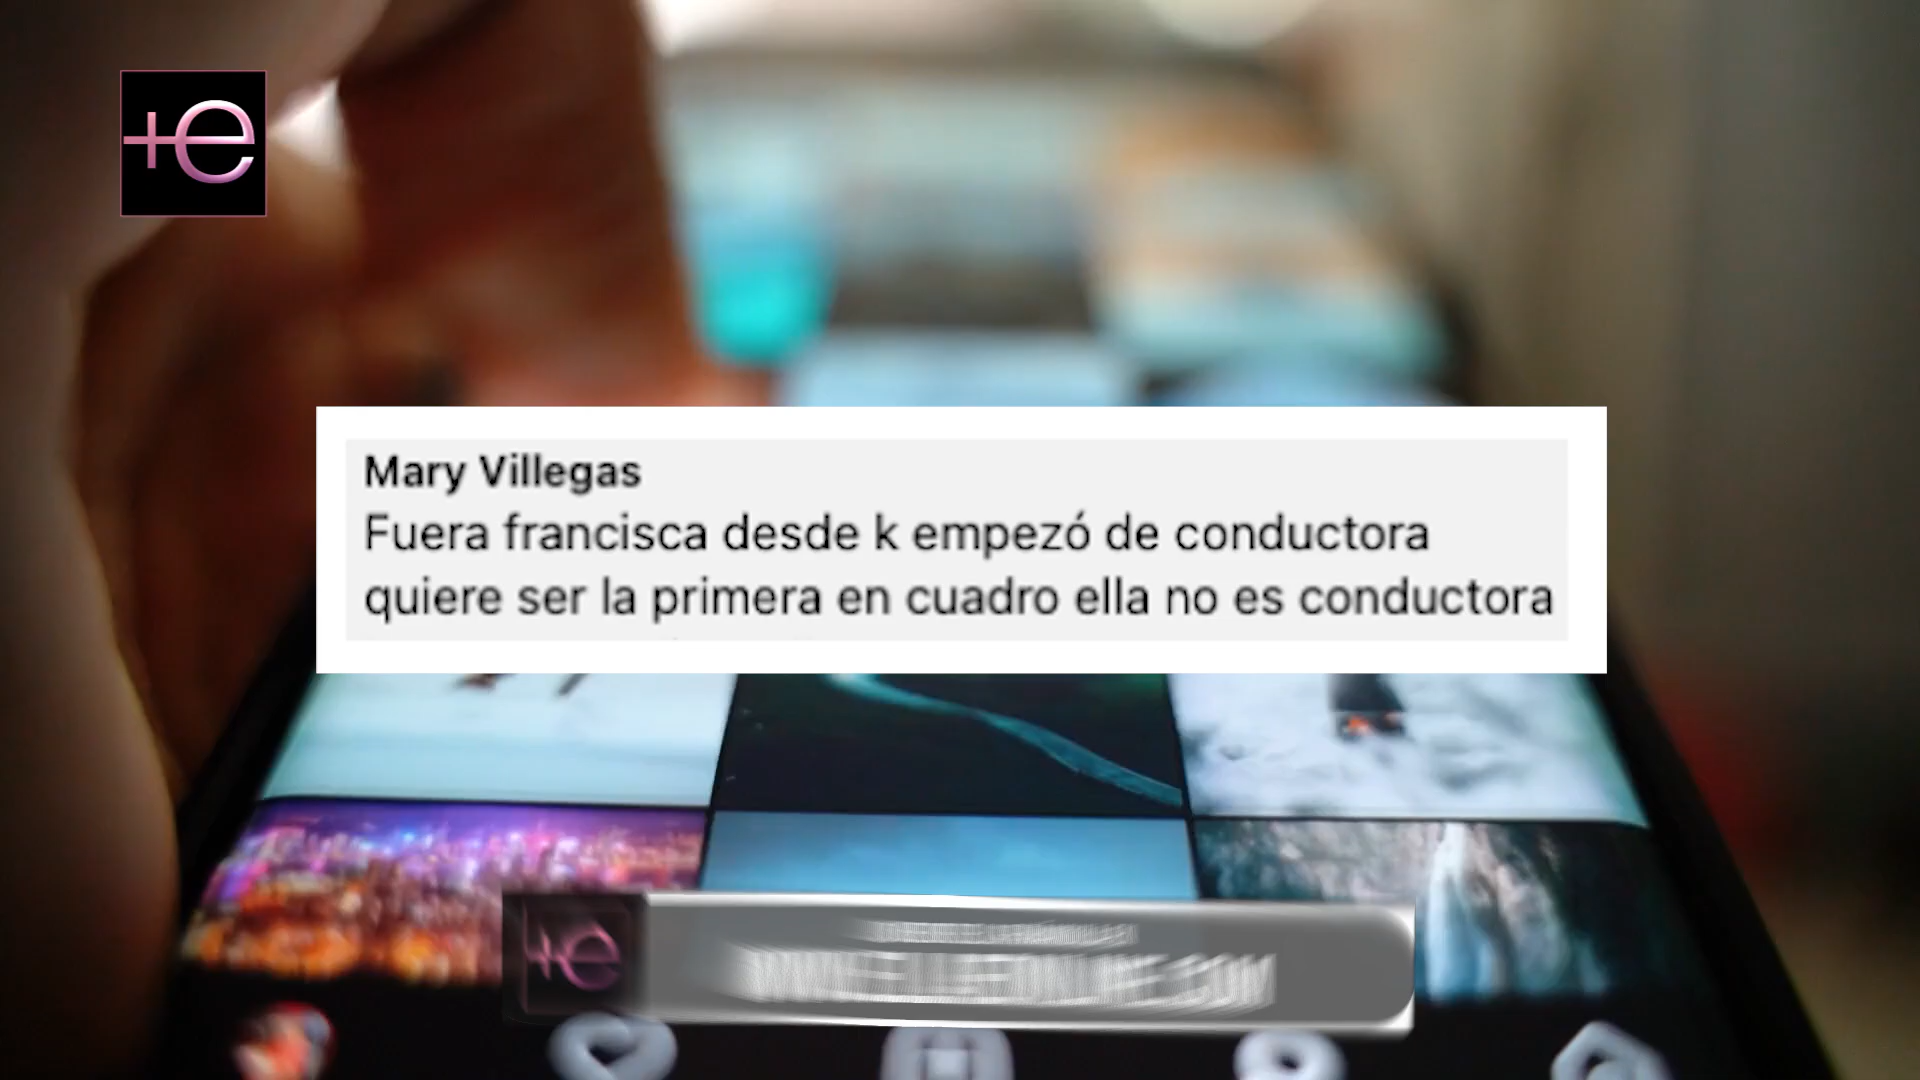 +e
Mary Villegas
Fuera francisca desde k empezó de conductora
quiere ser la primera en cuadro ella no es conductora
+e